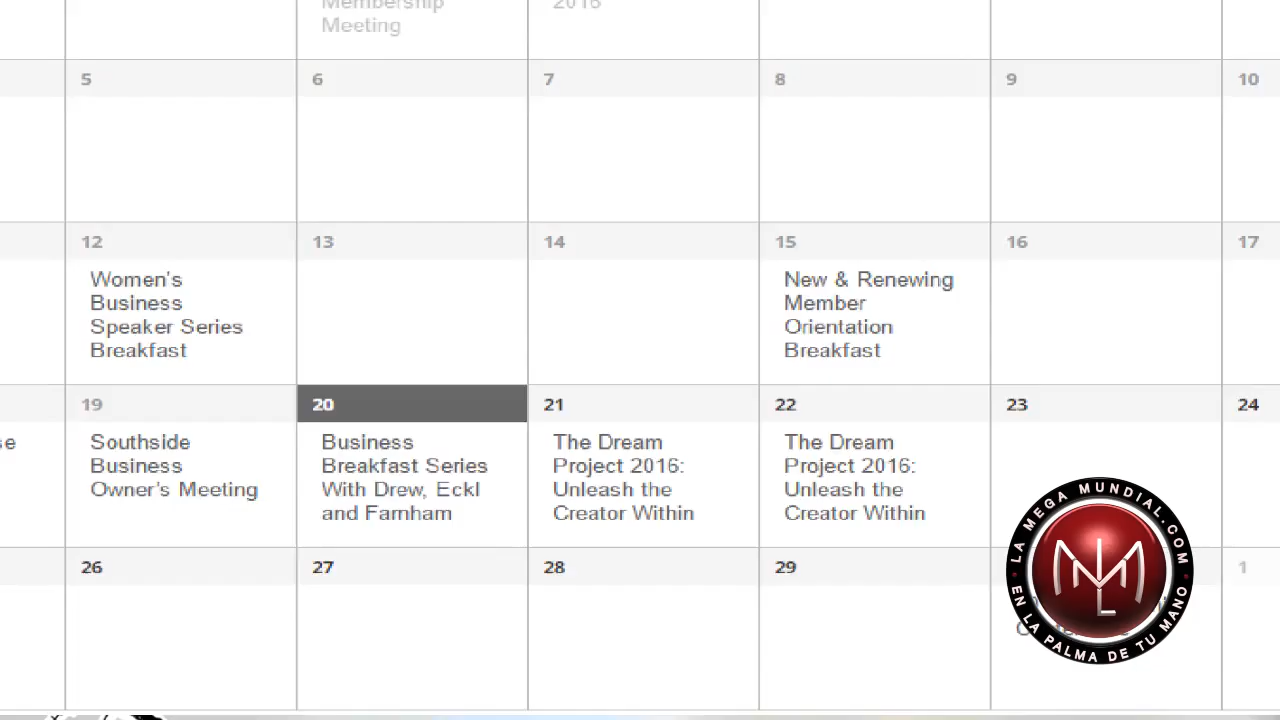 Membership
2016
Meeting
5
6
7
8
9
10
12
13
14
15
16
17
Women's
Business
Speaker Series
Breakfast
New & Renewing
Member
Orientation
Breakfast
19
20
21
22
23
24
se
Southside
Business
Owner's Meeting
Business
Breakfast Series
With Drew, Eckl
and Farnham
The Dream
Project 2016:
Unleash the
Creator Within
The Dream
Project 2016:
Unleash the
Creator Within
26
27
28
29
1
LA MEGA MUNDIAL.COM
EN LA PALMA DE TU MANO